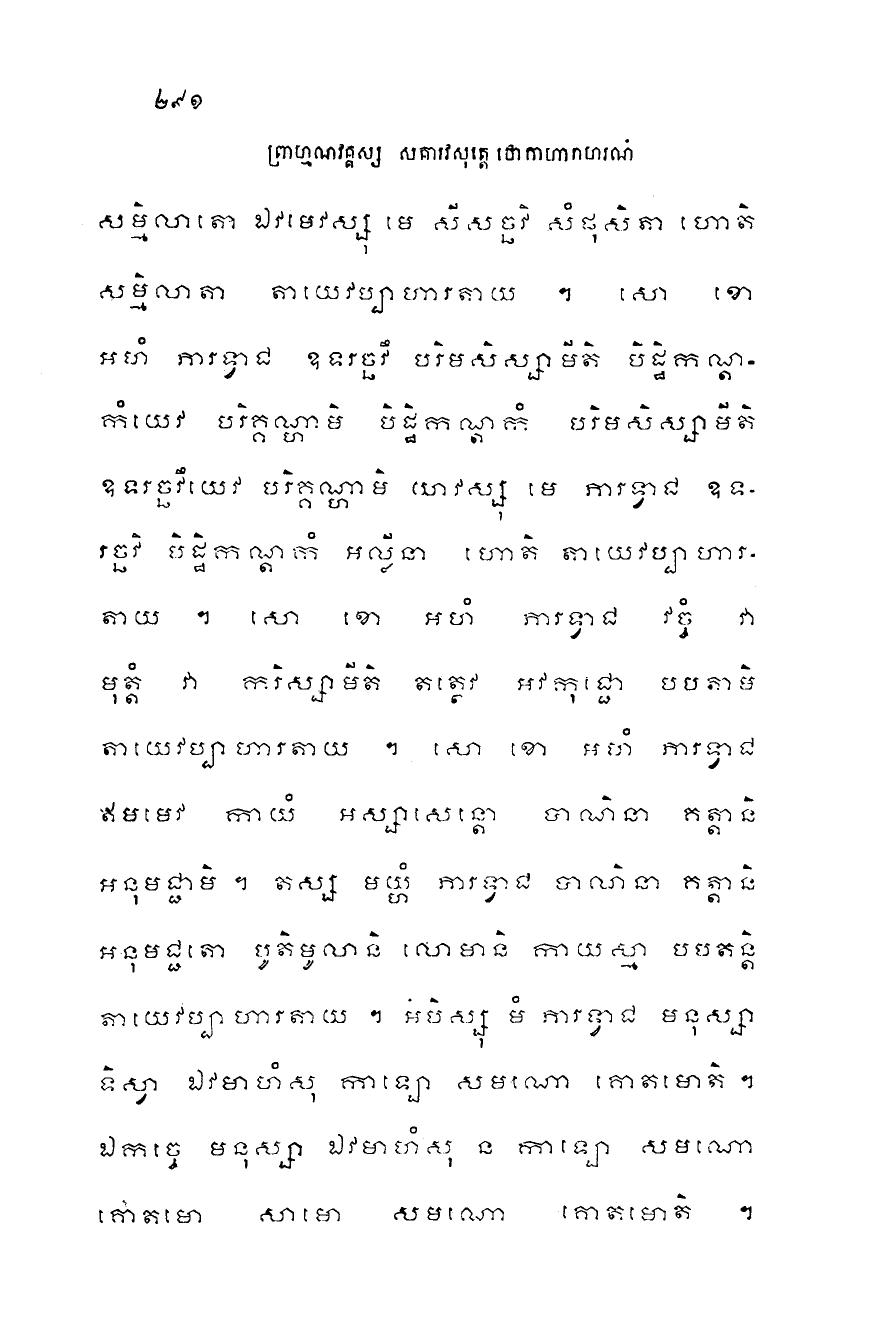 ២៩១
ព្រាហ្មណវគ្គស្ស សគារវសុត្តេ ថោកាហារាហរណំ
សម្មិលាតោ ឯវមេវស្សុ មេ សីសច្ឆវិ សំផុសិតា ហោតិ
សម្មិលាតា តាយេវប្បាហារតាយ ។ សោ ខោ
អហំ ភារទ្វាជ ឧទរច្ឆវឹ បរិមសិស្សាមីតិ បិដ្ឋិកណ្ដ-
កំយេវ បរិគ្គណ្ហាមិ បិដ្ឋិកណ្ដកំ បរិមសិស្សាមីតិ
ឧទរច្ឆវឹយេវ បរិគ្គណ្ហាមិ យាវស្សុ មេ ភារទ្វាជ ឧទ-
រច្ឆវិ បិដ្ឋិកណ្ដកំ អល្លីនា ហោតិ តាយេវប្បាហារ-
តាយ ។ សោ ខោ អហំ ភារទ្វាជ វច្ចំ វា
មុត្តំ វា ករិស្សាមីតិ តត្ថេវ អវកុជ្ជោ បបតាមិ
តាយេវប្បាហារតាយ ។ សោ ខោ អហំ ភារទ្វាជ
ឥមមេវ កាយំ អស្សាសេន្តោ បាណិនា គត្តានិ
អនុមជ្ជាមិ ។ តស្ស មយ្ហំ ភារទ្វាជ បាណិនា គត្តានិ
អនុមជ្ជតោ បូតិមូលានិ លោមានិ កាយស្មា បបតន្តិ
តាយេវប្បាហារតាយ ។ អបិស្សុ មំ ភារទ្វាជ មនុស្សា
ទិស្វា ឯវមាហំសុ កាឡោ សមណោ គោតមោតិ ។
ឯកច្ចេ មនុស្សា ឯវមាហំសុ ន កាឡោ សមណោ
គោតមោ សាមោ សមណោ គោតមោតិ ។